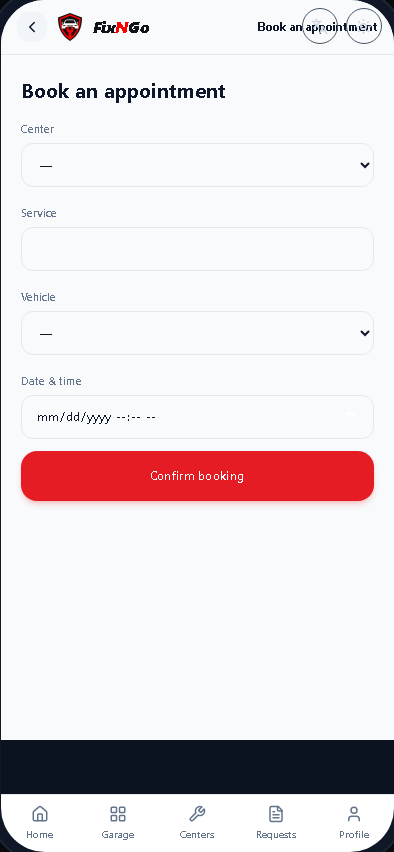 FixNGo
Book an appointment
Book an appointment
Center
—
Service
Vehicle
—
Date & time
mm/dd/yyyy --:-- --
Confirm booking
Home
Garage
Centers
Requests
Profile